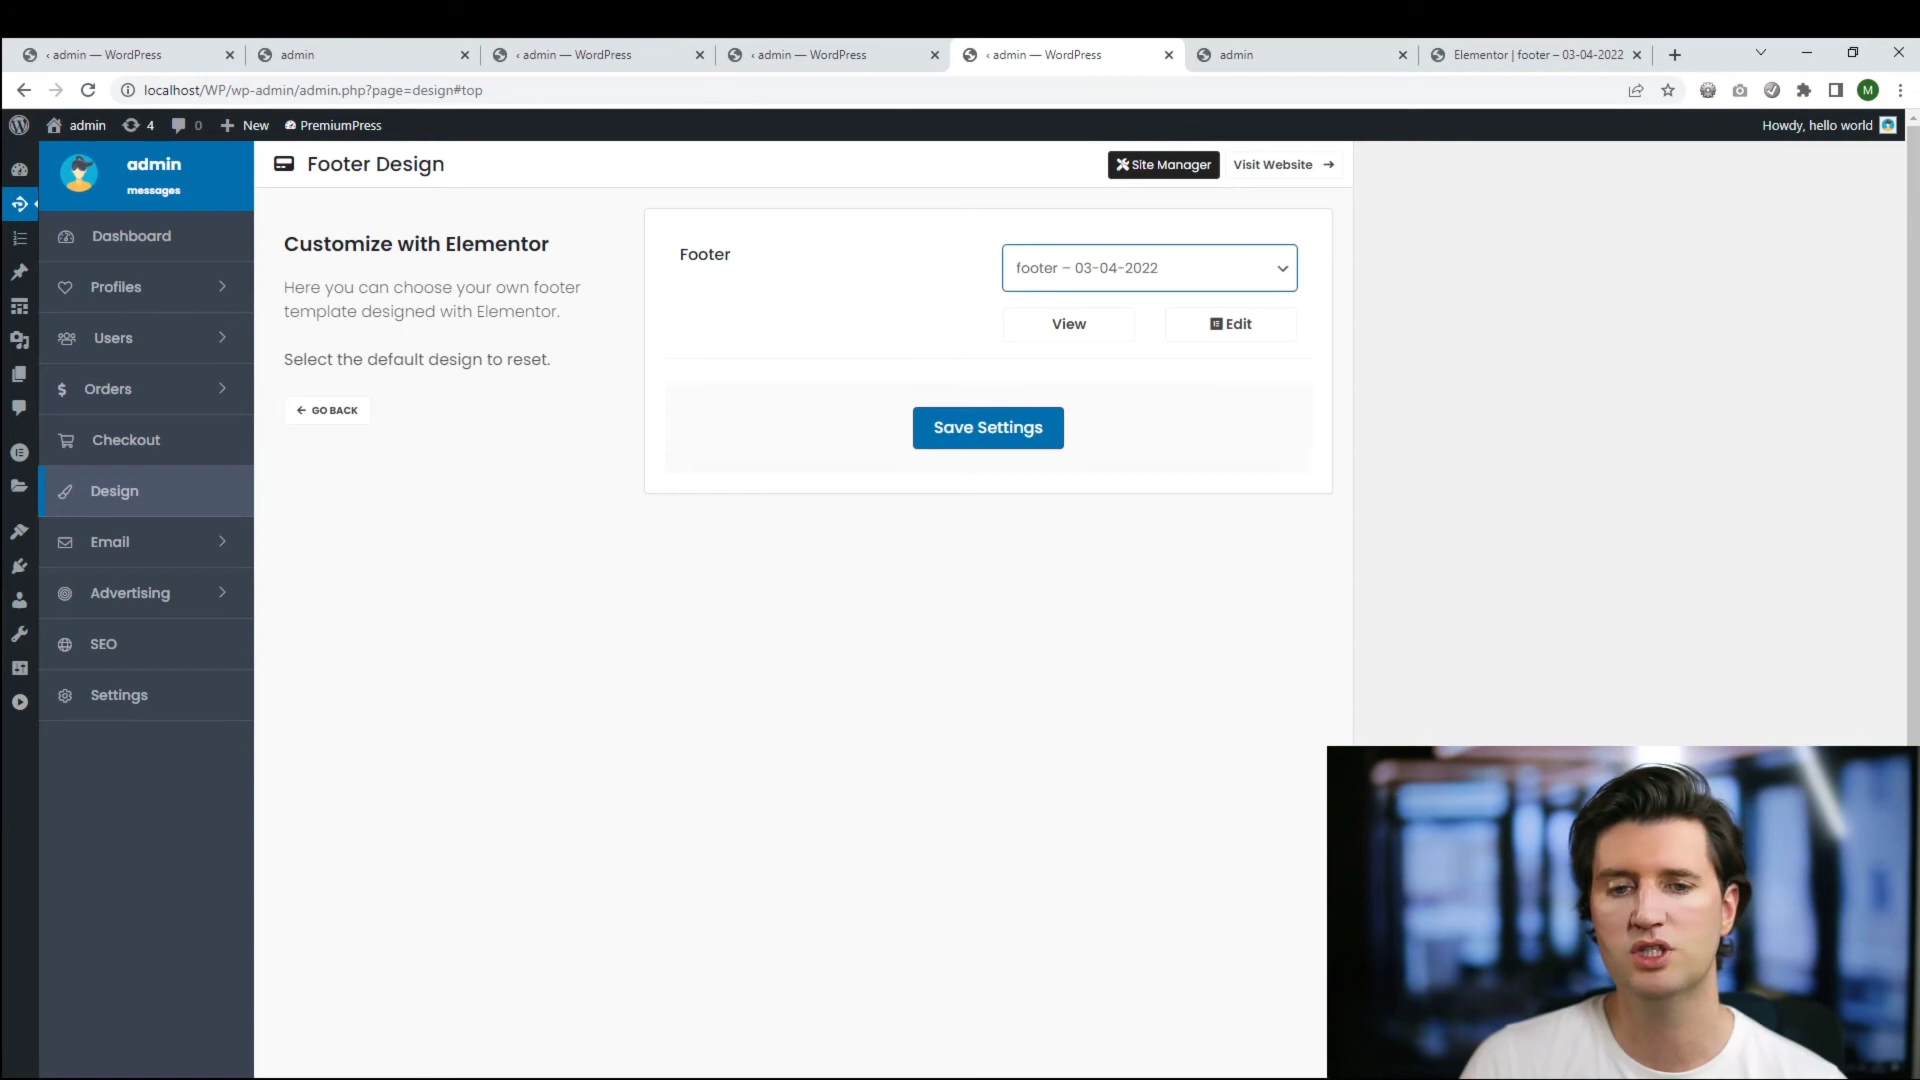 ‹ admin — WordPress
admin
‹ admin — WordPress
‹ admin — WordPress
‹ admin — WordPress
admin
Elementor | footer – 03-04-2022
localhost/WP/wp-admin/admin.php?page=design#top
M
admin
4
0
New
PremiumPress
Howdy, hello world
admin
messages
Footer Design
Site Manager
Visit Website
Dashboard
Profiles
Users
Orders
Checkout
Design
Email
Advertising
SEO
Settings
Customize with Elementor
Here you can choose your own footer
template designed with Elementor.
Select the default design to reset.
GO BACK
Footer
footer – 03-04-2022
View
Edit
Save Settings